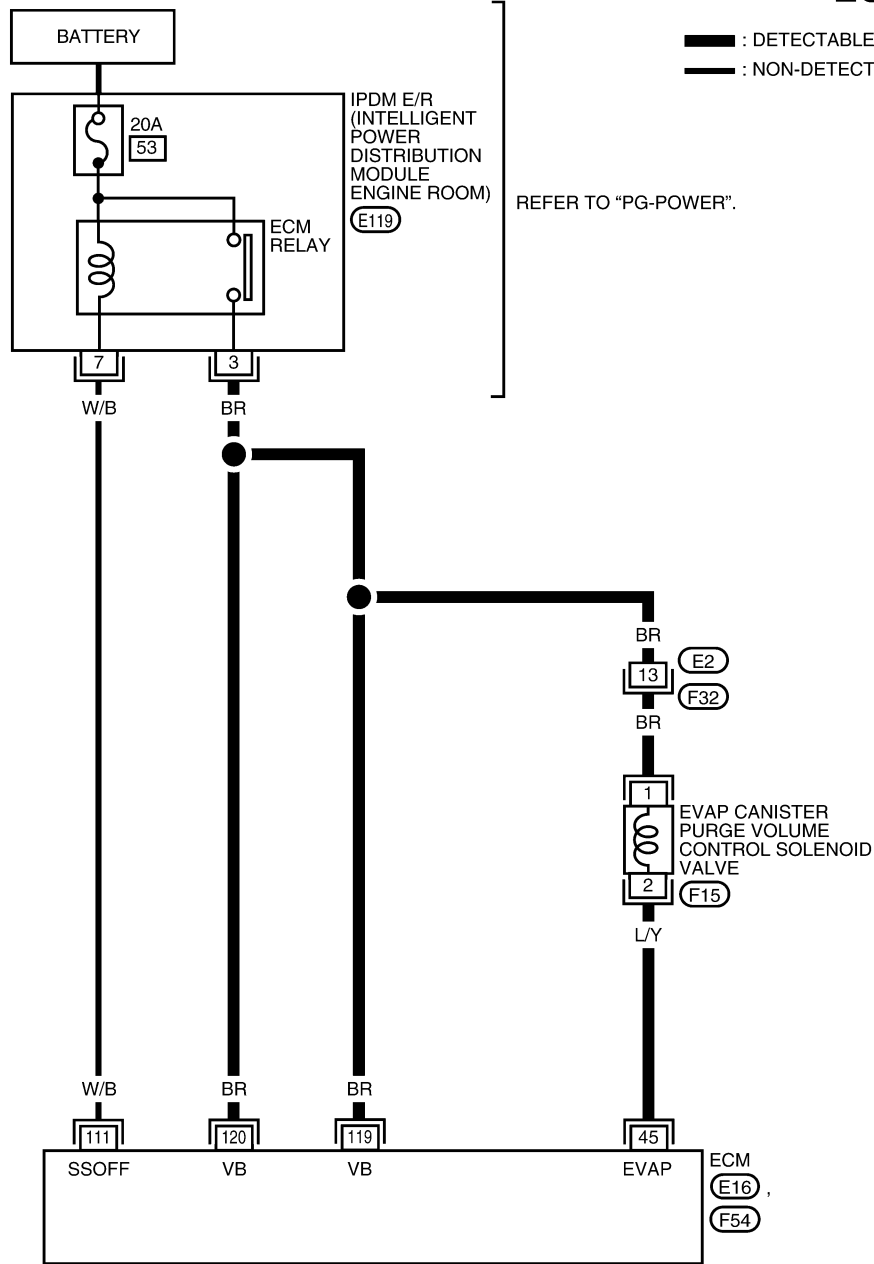 BATTERY
: DETECTABLE
: NON-DETECT
20A
53
IPDM E/R
(INTELLIGENT
POWER
DISTRIBUTION
MODULE
ENGINE ROOM)
E119
REFER TO “PG-POWER”.
ECM
RELAY
7
3
W/B
BR
BR
13
E2
F32
BR
1
EVAP CANISTER
PURGE VOLUME
CONTROL SOLENOID
VALVE
2
F15
L/Y
W/B
BR
BR
111
120
119
45
SSOFF
VB
VB
EVAP
ECM
E16 ,
F54